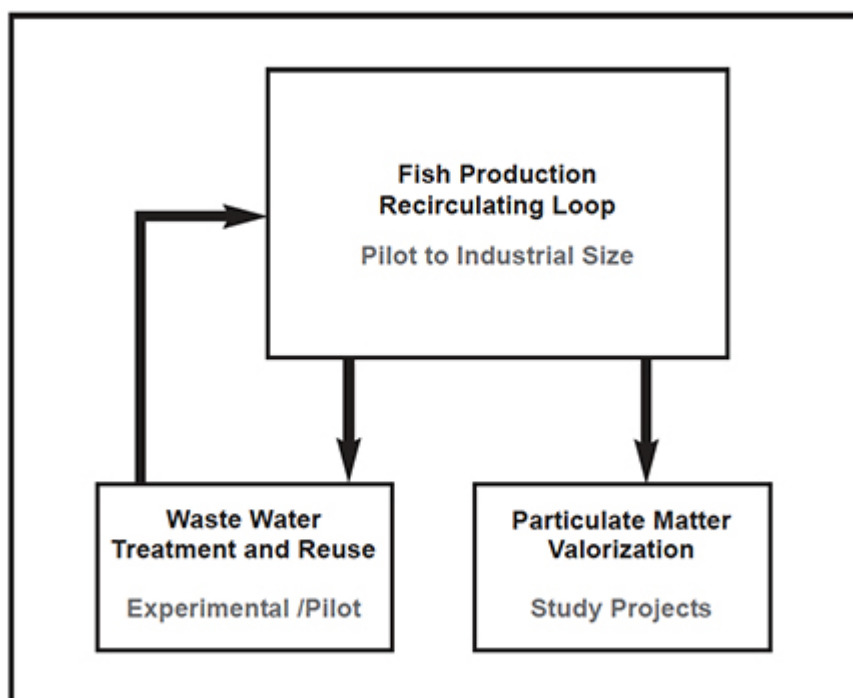 Fish Production
Recirculating Loop
Pilot to Industrial Size
Waste Water
Treatment and Reuse
Experimental /Pilot
Particulate Matter
Valorization
Study Projects